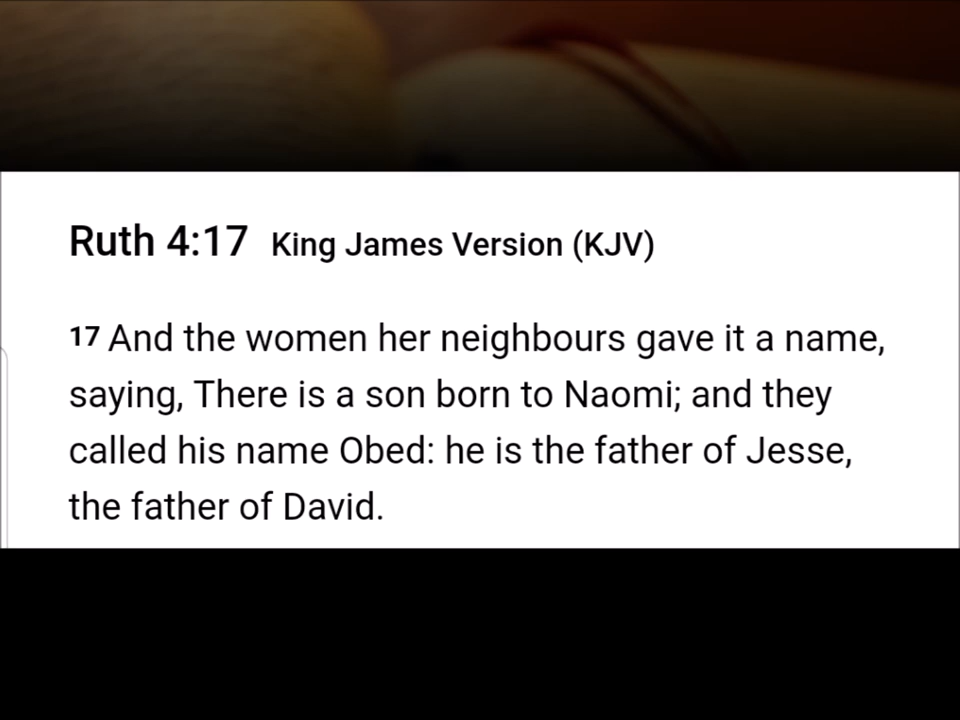 Ruth 4:17 King James Version (KJV)
17 And the women her neighbours gave it a name,
saying, There is a son born to Naomi; and they
called his name Obed: he is the father of Jesse,
the father of David.